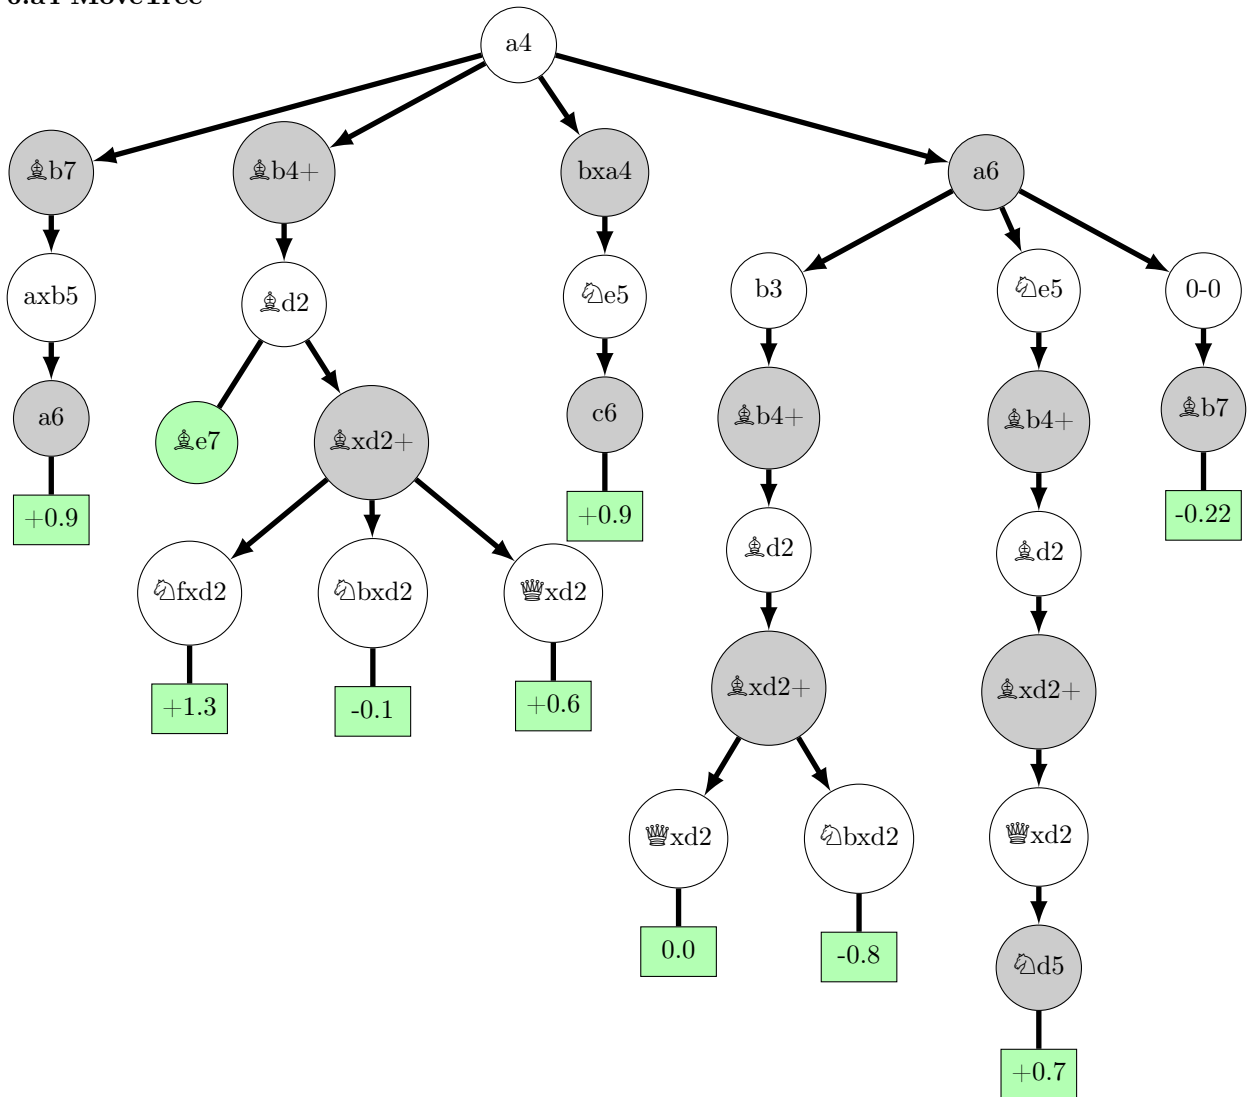 a4
♗b7
♗b4+
bxa4
a6
axb5
♗d2
♘e5
b3
♘e5
0-0
a6
♗e7
♗xd2+
c6
♗b4+
♗b4+
♗b7
+0.9
+0.9
-0.22
♘fxd2
♘bxd2
♕xd2
♗d2
♗d2
+1.3
-0.1
+0.6
♗xd2+
♗xd2+
♕xd2
♘bxd2
♕xd2
0.0
-0.8
♘d5
+0.7